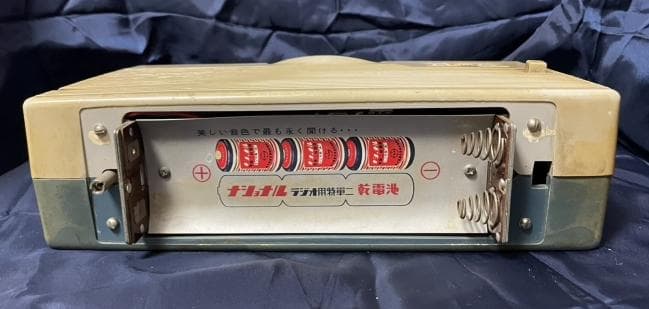 美しい音色で最も永く聞ける・・・
⊕ ⊖
ナショナル ラジオ用特単二 乾電池